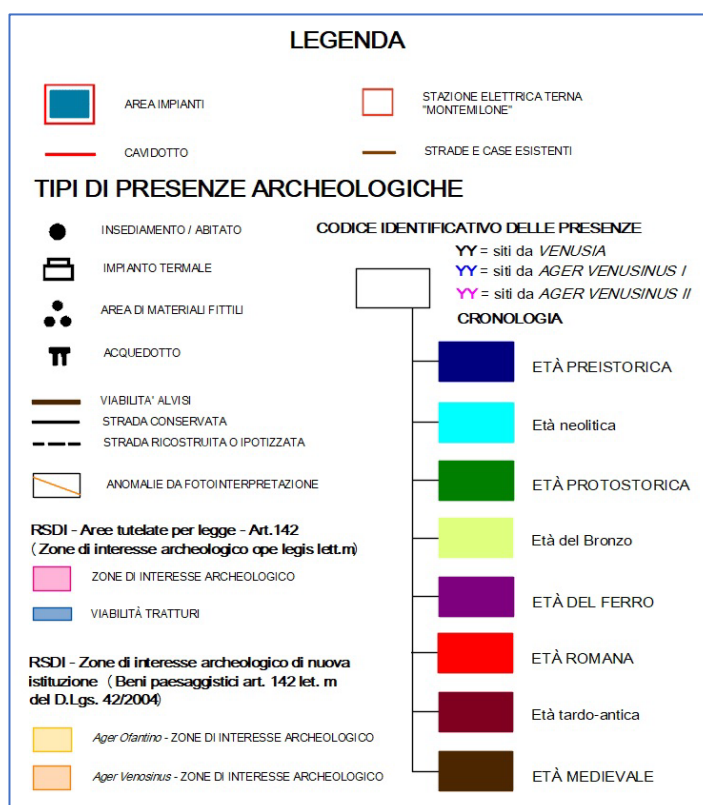 LEGENDA
AREA IMPIANTI
STAZIONE ELETTRICA TERNA
"MONTEMILONE"
CAVIDOTTO
STRADE E CASE ESISTENTI
TIPI DI PRESENZE ARCHEOLOGICHE
INSEDIAMENTO / ABITATO
IMPIANTO TERMALE
AREA DI MATERIALI FITTILI
ACQUEDOTTO
VIABILITA' ALVISI
STRADA CONSERVATA
STRADA RICOSTRUITA O IPOTIZZATA
ANOMALIE DA FOTOINTERPRETAZIONE
RSDI - Aree tutelate per legge - Art.142
(Zone di interesse archeologico ope legis lett.m)
ZONE DI INTERESSE ARCHEOLOGICO
VIABILITÀ TRATTURI
RSDI - Zone di interesse archeologico di nuova
istituzione (Beni paesaggistici art. 142 let. m
del D.Lgs. 42/2004)
Ager Ofantino - ZONE DI INTERESSE ARCHEOLOGICO
Ager Venosinus - ZONE DI INTERESSE ARCHEOLOGICO
CODICE IDENTIFICATIVO DELLE PRESENZE
YY = siti da VENUSIA
YY = siti da AGER VENUSINUS I
YY = siti da AGER VENUSINUS II
CRONOLOGIA
ETÀ PREISTORICA
Età neolitica
ETÀ PROTOSTORICA
Età del Bronzo
ETÀ DEL FERRO
ETÀ ROMANA
Età tardo-antica
ETÀ MEDIEVALE